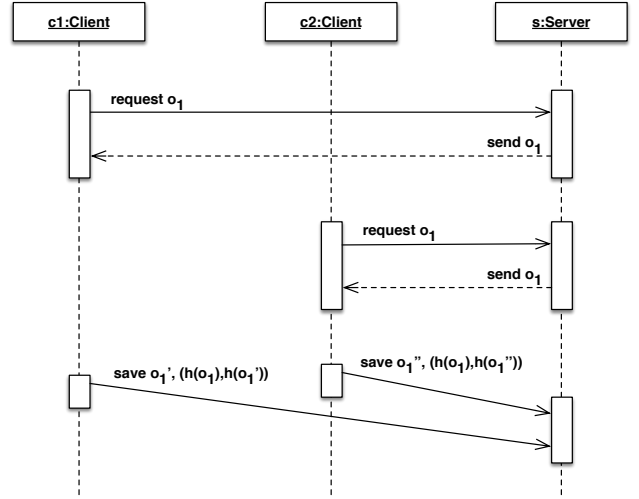 c1:Client c2:Client s:Server
request o₁
send o₁
request o₁
send o₁
save o₁', (h(o₁),h(o₁')) save o₁'', (h(o₁),h(o₁''))